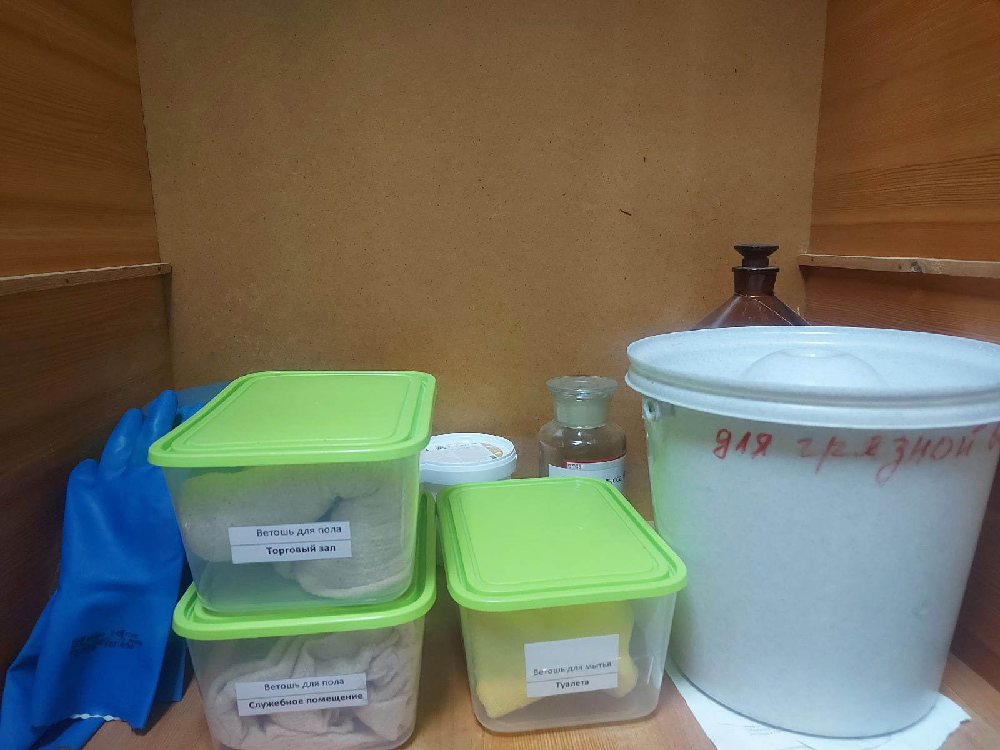 для грязной
Ветошь для пола
Торговый зал
Ветошь для пола
Служебное помещение
Ветошь для мытья
Туалета